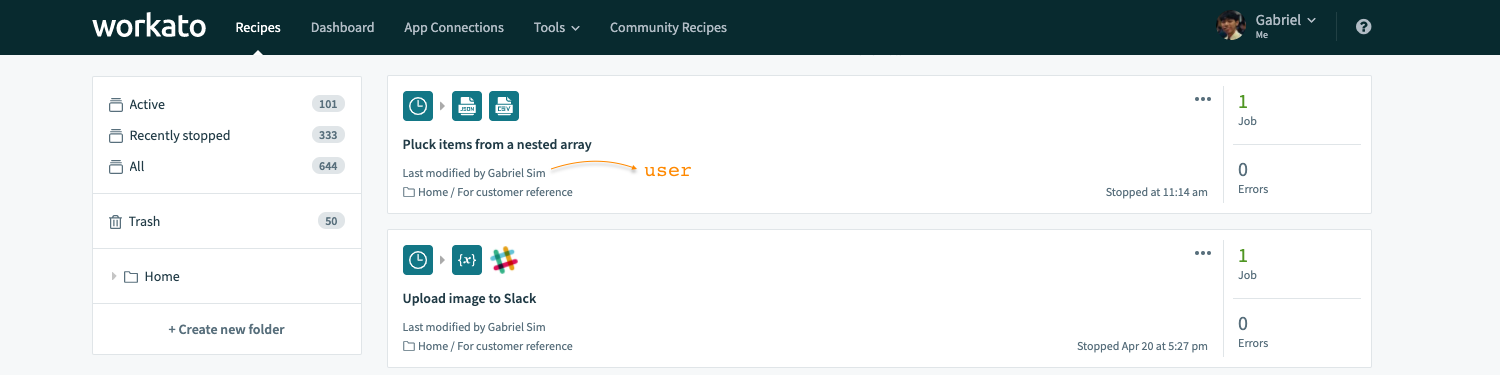 workato
Recipes
Dashboard
App Connections
Tools
Community Recipes
Gabriel
Me
?
Active 101
Recently stopped 333
All 644
Trash 50
Home
+ Create new folder
JSON CSV
Pluck items from a nested array
Last modified by Gabriel Sim
user
Home / For customer reference
Stopped at 11:14 am
1
Job
0
Errors
{x}
Upload image to Slack
Last modified by Gabriel Sim
Home / For customer reference
Stopped Apr 20 at 5:27 pm
1
Job
0
Errors